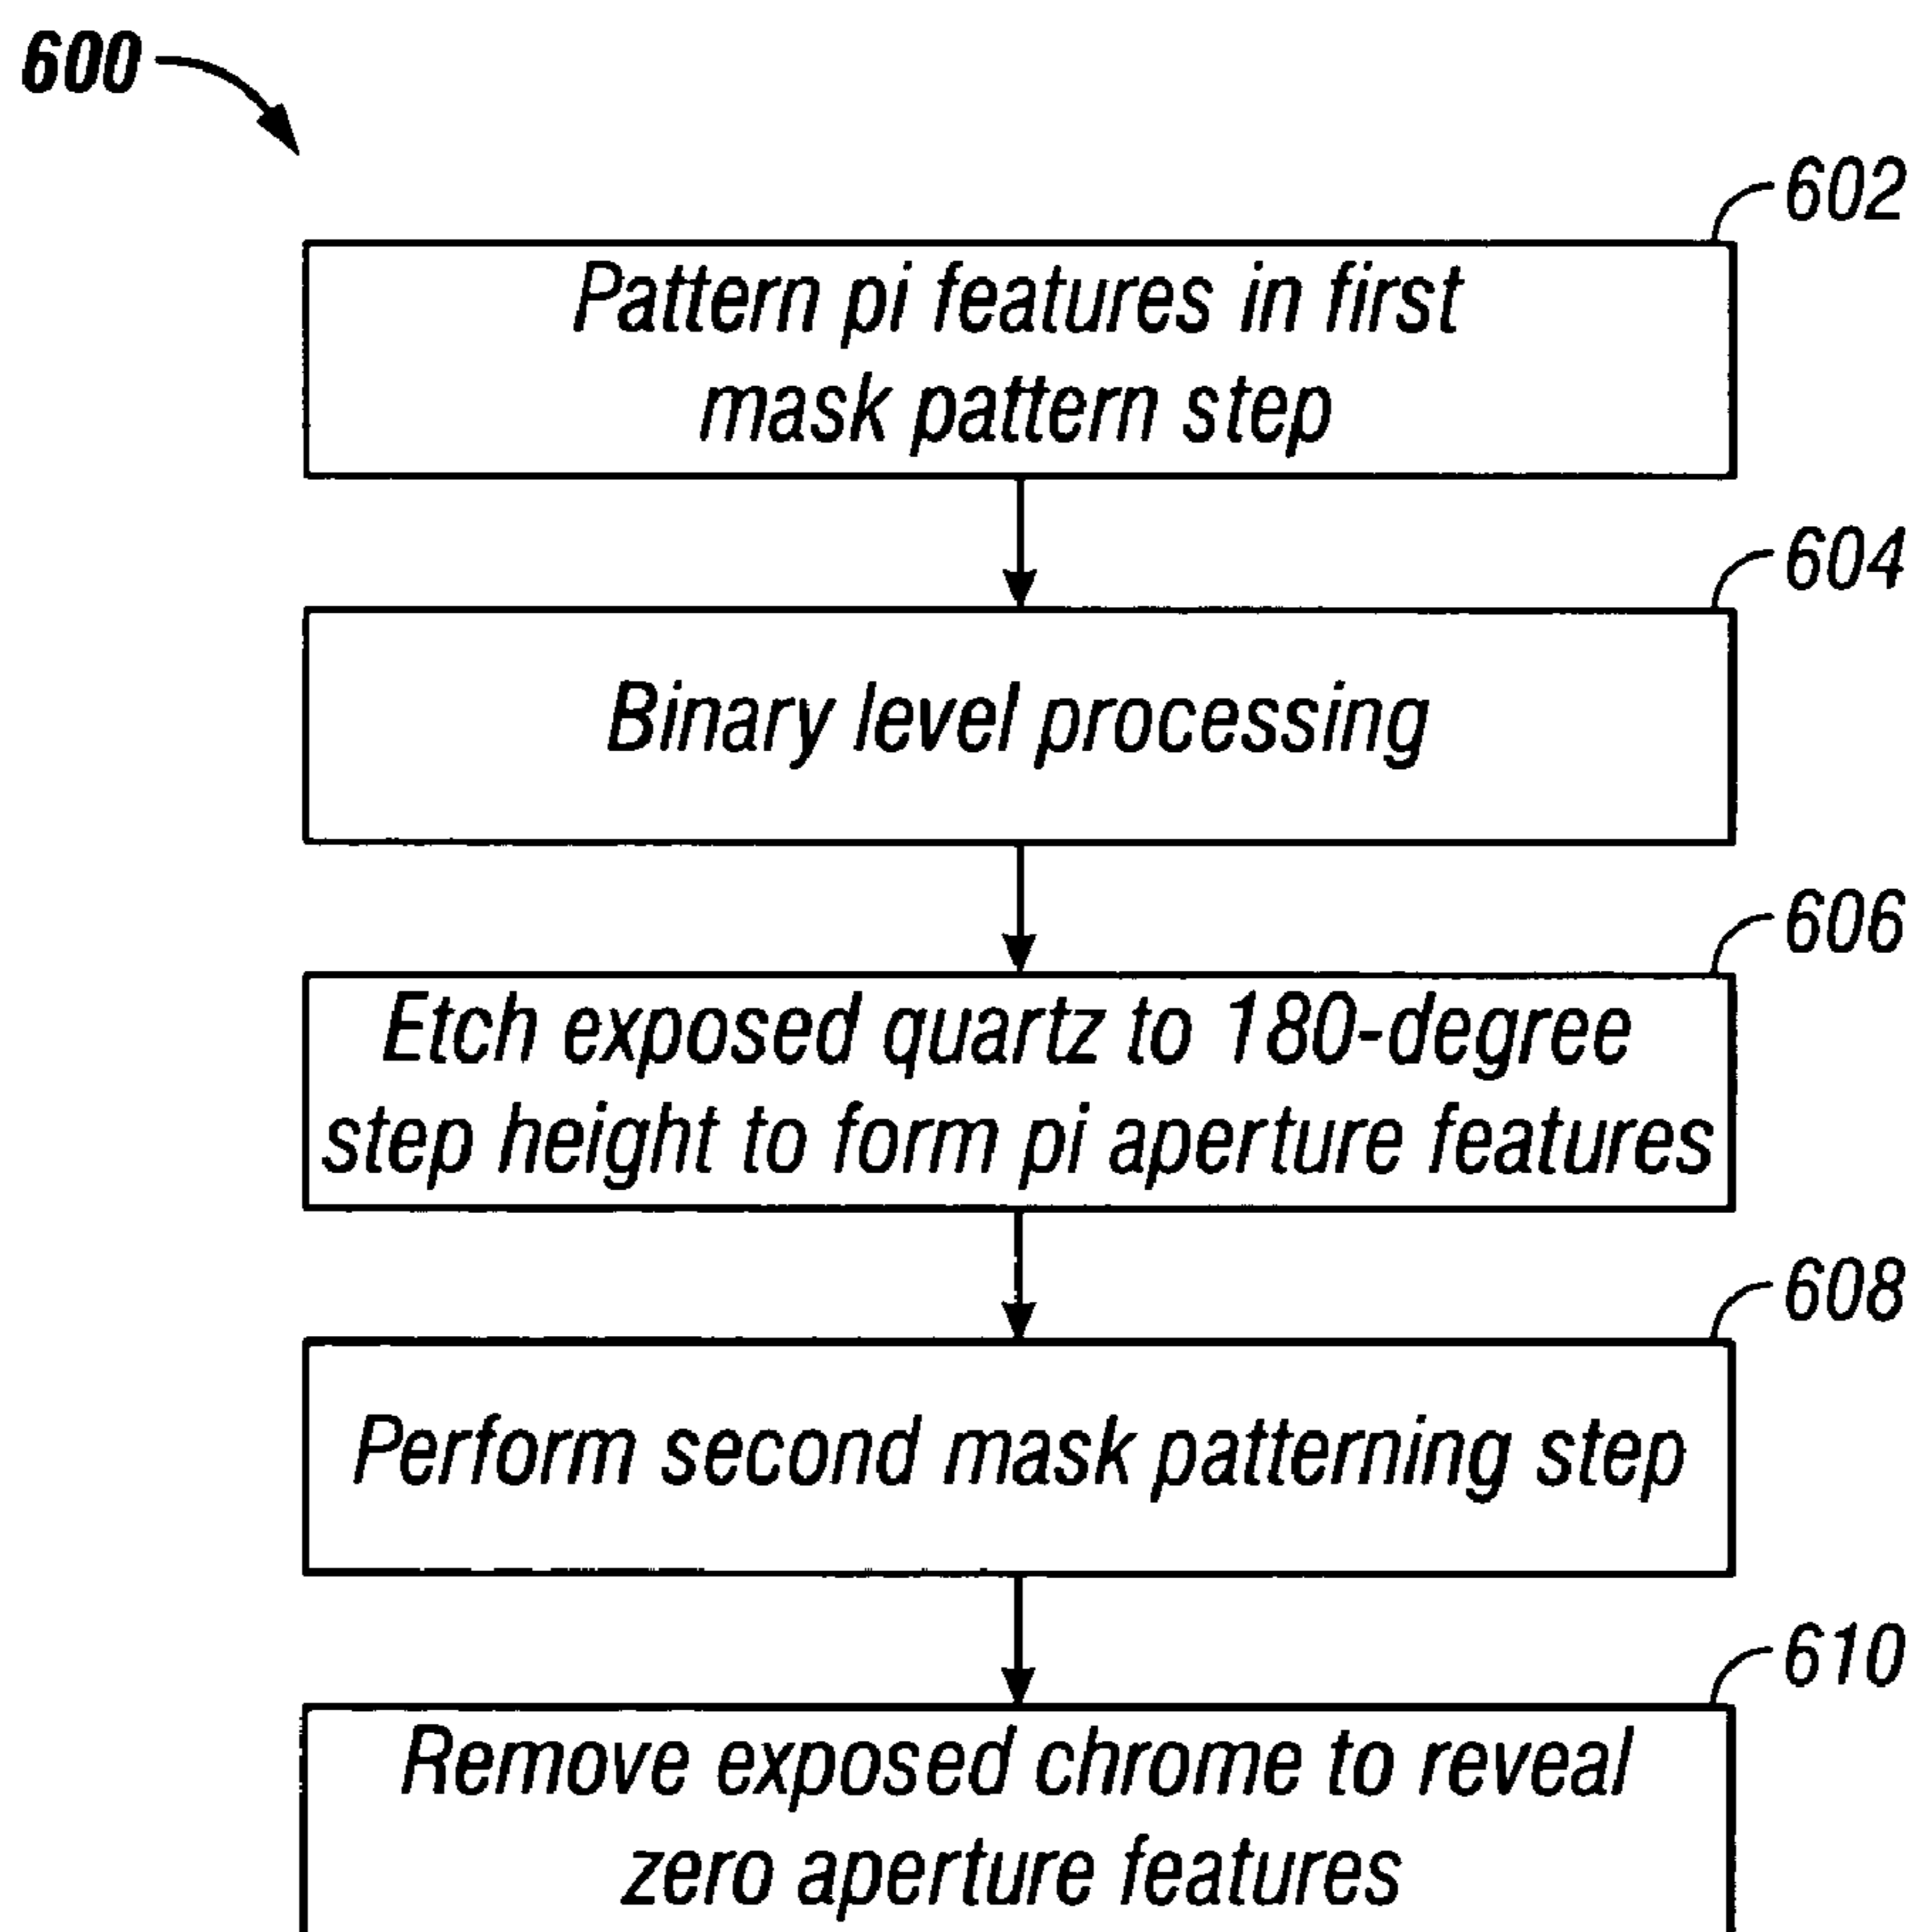 600
602
Pattern pi features in first
mask pattern step
604
Binary level processing
606
Etch exposed quartz to 180-degree
step height to form pi aperture features
608
Perform second mask patterning step
610
Remove exposed chrome to reveal
zero aperture features